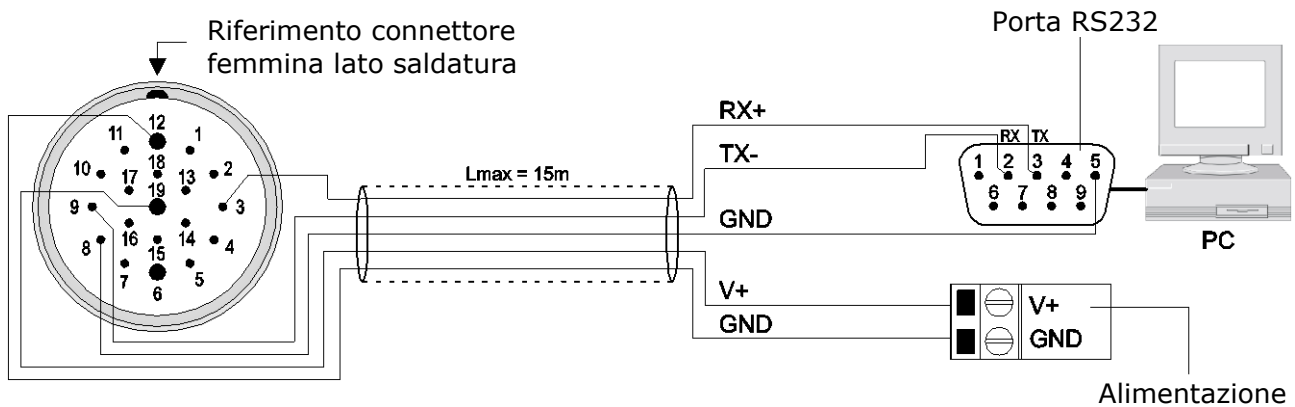 Riferimento connettore
femmina lato saldatura
Porta RS232
12
11 1
10 18 2
17 13
19
9 3
16 14
8 15 4
7 5
6
Lmax = 15m
RX+
TX-
GND
V+
GND
RX TX
1 2 3 4 5
6 7 8 9
PC
V+
GND
Alimentazione